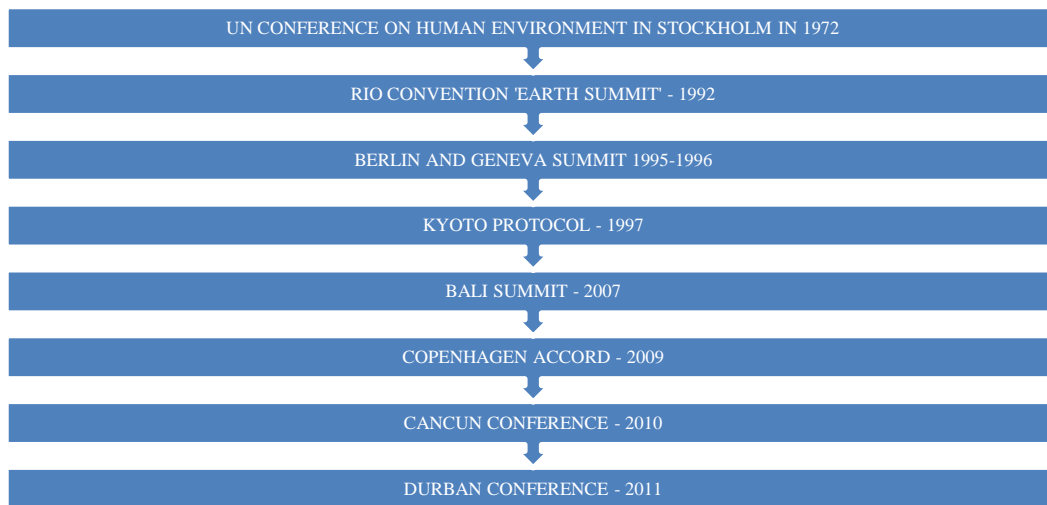 UN CONFERENCE ON HUMAN ENVIRONMENT IN STOCKHOLM IN 1972
RIO CONVENTION 'EARTH SUMMIT' - 1992
BERLIN AND GENEVA SUMMIT 1995-1996
KYOTO PROTOCOL - 1997
BALI SUMMIT - 2007
COPENHAGEN ACCORD - 2009
CANCUN CONFERENCE - 2010
DURBAN CONFERENCE - 2011